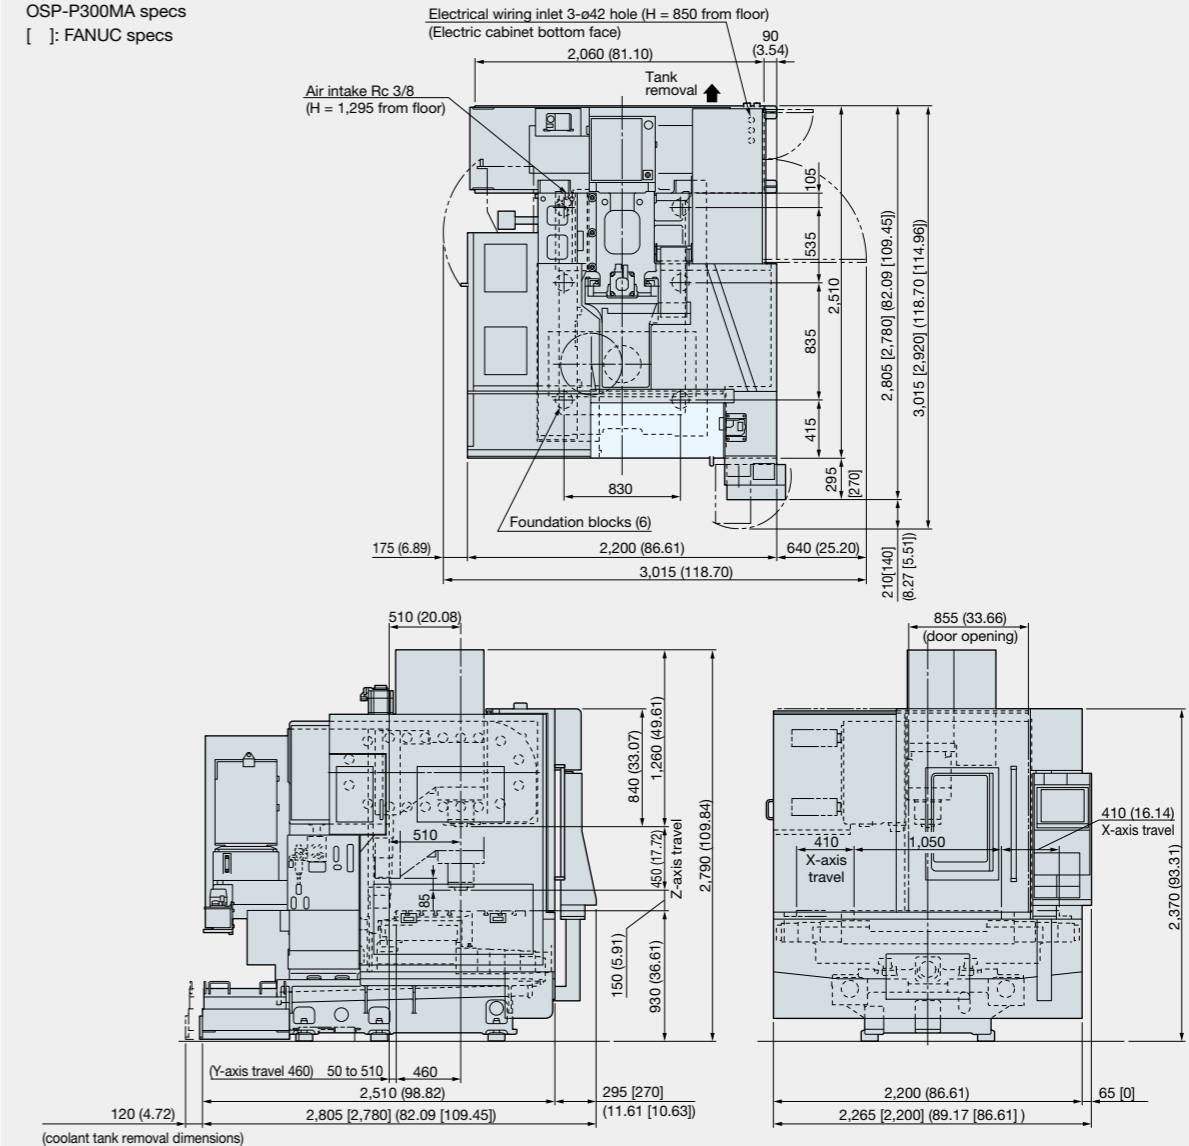 OSP-P300MA specs
[ ]: FANUC specs
Electrical wiring inlet 3-ø42 hole (H = 850 from floor)
(Electric cabinet bottom face)
90
(3.54)
2,060 (81.10)
Tank
removal
Air intake Rc 3/8
(H = 1,295 from floor)
105
535
835
415
295
[270]
2,510
2,805 [2,780] (82.09 [109.45])
3,015 [2,920] (118.70 [114.96])
830
Foundation blocks (6)
175 (6.89)
2,200 (86.61)
640 (25.20)
3,015 (118.70)
210[140]
(8.27 [5.51])
510 (20.08)
840 (33.07)
1,260 (49.61)
450 (17.72)
Z-axis travel
2,790 (109.84)
510
85
150 (5.91)
930 (36.61)
(Y-axis travel 460)
50 to 510
460
2,510 (98.82)
295 [270]
(11.61 [10.63])
120 (4.72)
2,805 [2,780] (82.09 [109.45])
(coolant tank removal dimensions)
855 (33.66)
(door opening)
410
X-axis
travel
1,050
410 (16.14)
X-axis travel
2,370 (93.31)
2,200 (86.61)
65 [0]
2,265 [2,200] (89.17 [86.61] )